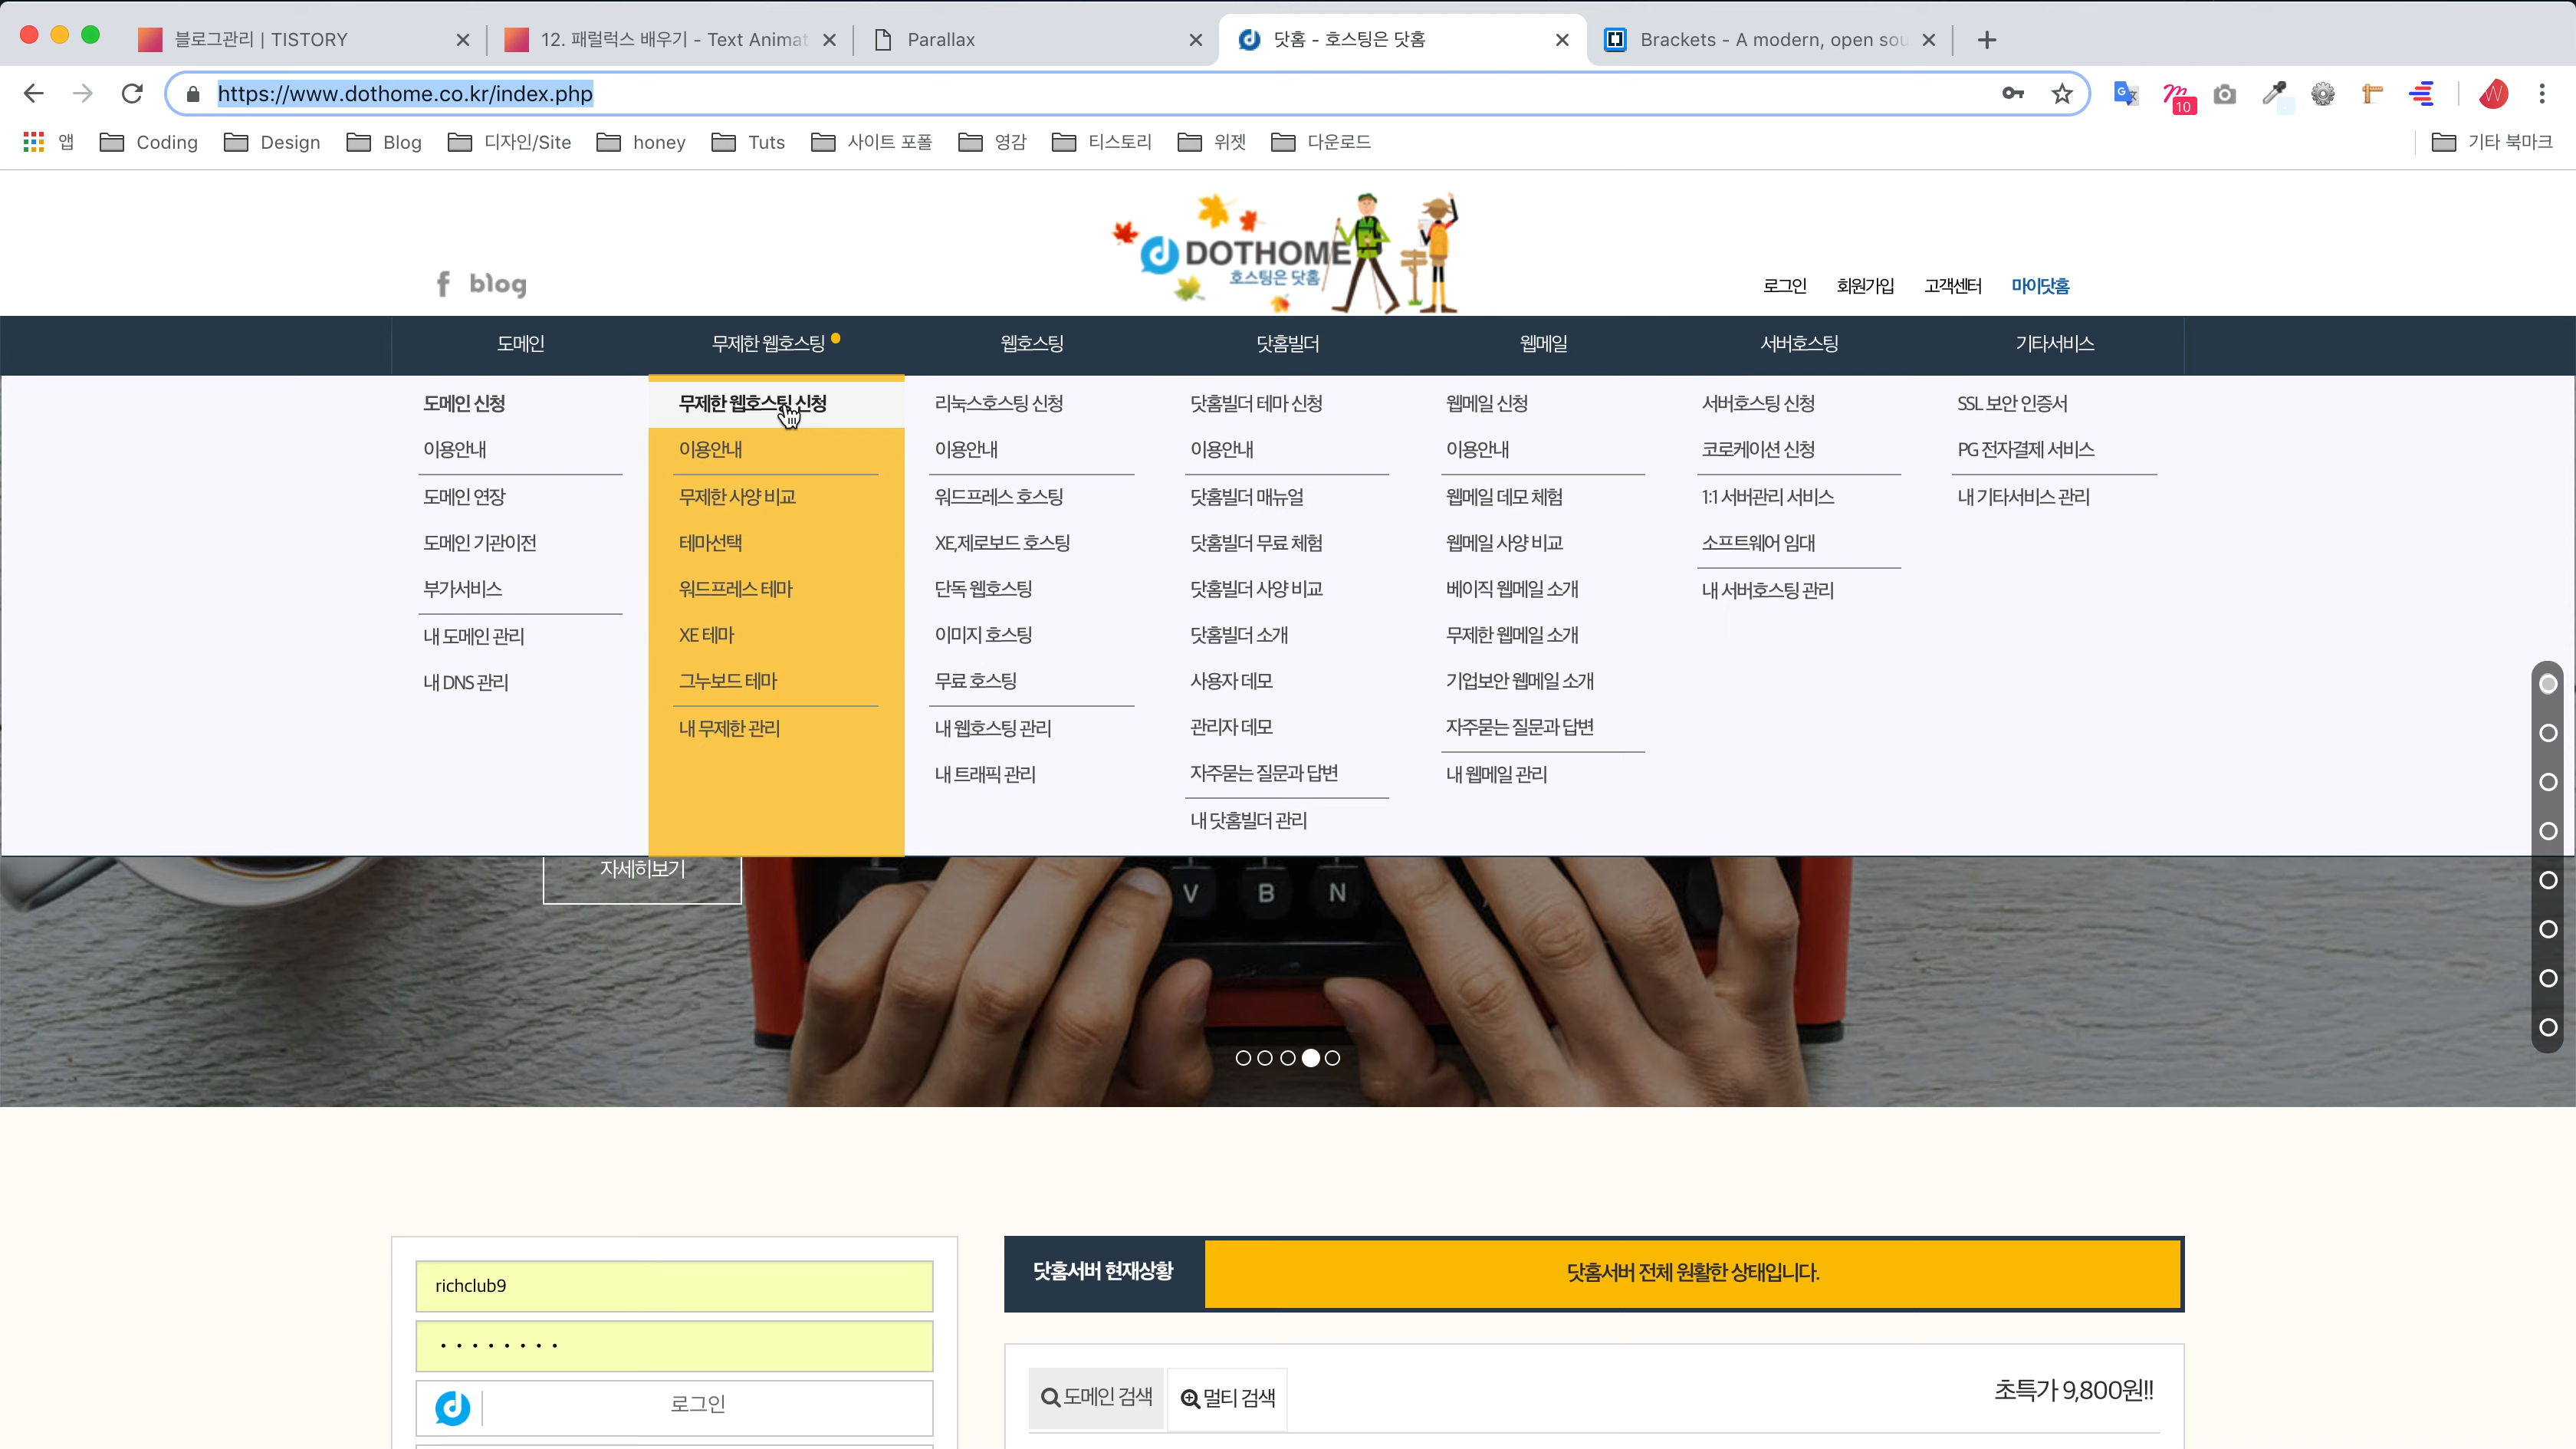 블로그관리 | TISTORY
12. 패럴럭스 배우기 - Text Animat
Parallax
닷홈 - 호스팅은 닷홈
Brackets - A modern, open sou
https://www.dothome.co.kr/index.php
10
앱
Coding
Design
Blog
디자인/Site
honey
Tuts
사이트 포폴
영감
티스토리
위젯
다운로드
기타 북마크
f blog
DOTHOME
호스팅은 닷홈
로그인
회원가입
고객센터
마이닷홈
도메인
무제한 웹호스팅
웹호스팅
닷홈빌더
웹메일
서버호스팅
기타서비스
도메인 신청
이용안내
도메인 연장
도메인 기관이전
부가서비스
내 도메인 관리
내 DNS 관리
무제한 웹호스팅 신청
이용안내
무제한 사양 비교
테마선택
워드프레스 테마
XE 테마
그누보드 테마
내 무제한 관리
리눅스호스팅 신청
이용안내
워드프레스 호스팅
XE,제로보드 호스팅
단독 웹호스팅
이미지 호스팅
무료 호스팅
내 웹호스팅 관리
내 트래픽 관리
닷홈빌더 테마 신청
이용안내
닷홈빌더 매뉴얼
닷홈빌더 무료 체험
닷홈빌더 사양 비교
닷홈빌더 소개
사용자 데모
관리자 데모
자주묻는 질문과 답변
내 닷홈빌더 관리
웹메일 신청
이용안내
웹메일 데모 체험
웹메일 사양 비교
베이직 웹메일 소개
무제한 웹메일 소개
기업보안 웹메일 소개
자주묻는 질문과 답변
내 웹메일 관리
서버호스팅 신청
코로케이션 신청
1:1 서버관리 서비스
소프트웨어 임대
내 서버호스팅 관리
SSL 보안 인증서
PG 전자결제 서비스
내 기타서비스 관리
자세히보기
V B N
richclub9
로그인
닷홈서버 현재상황
닷홈서버 전체 원활한 상태입니다.
도메인 검색
멀티 검색
초특가 9,800원!!